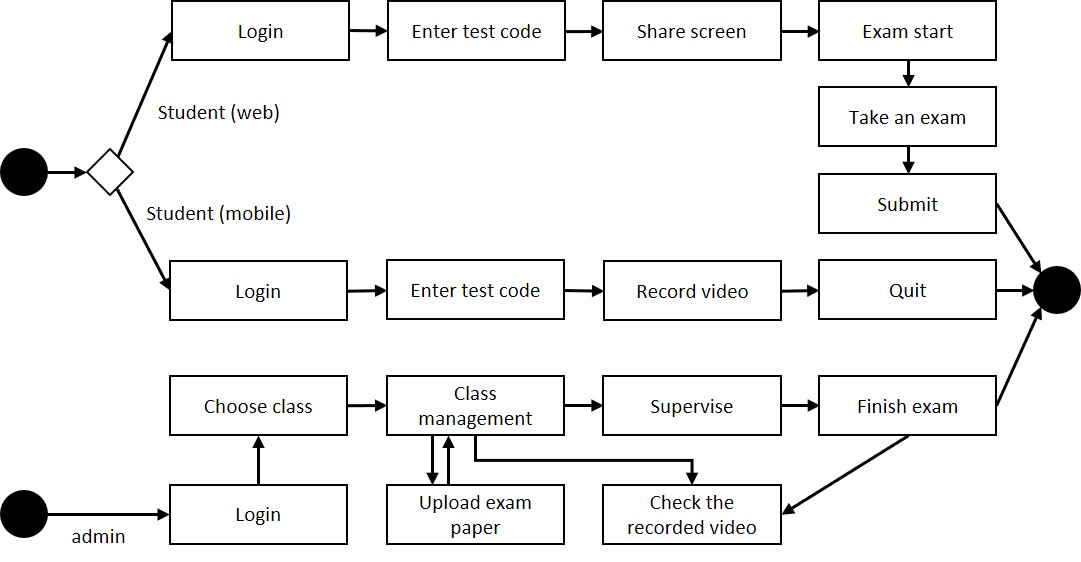 Login
Enter test code
Share screen
Exam start
Student (web)
Take an exam
Submit
Student (mobile)
Login
Enter test code
Record video
Quit
Choose class
Class
management
Supervise
Finish exam
admin
Login
Upload exam
paper
Check the
recorded video